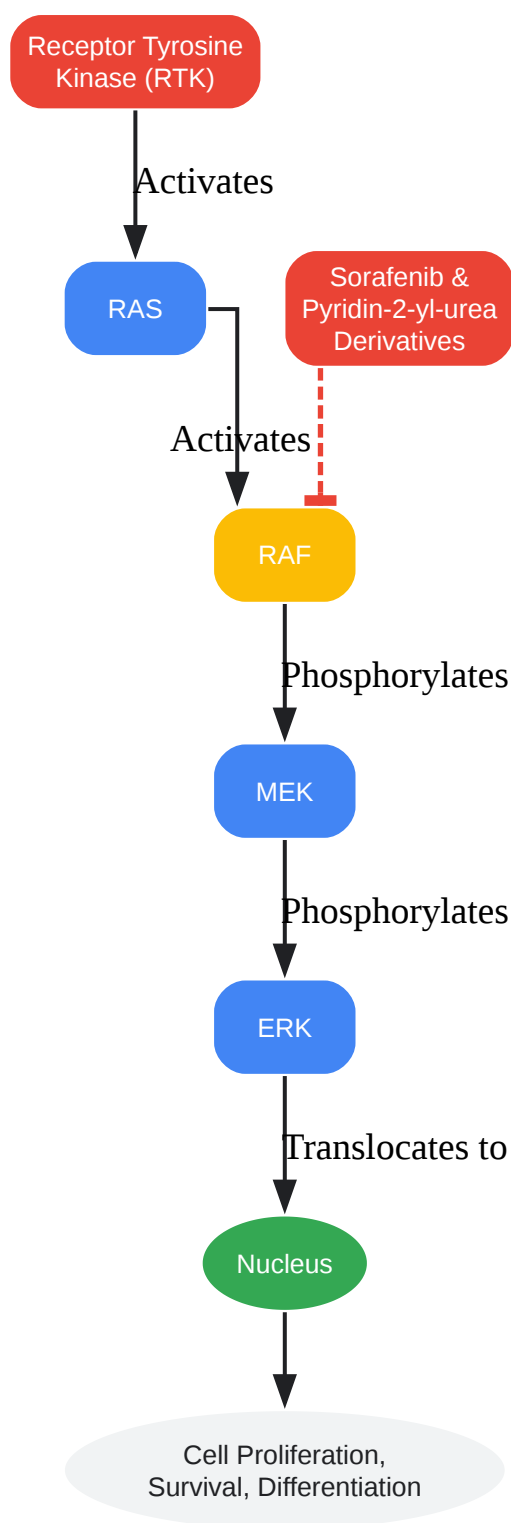 Receptor Tyrosine
Kinase (RTK)
Activates
RAS
Sorafenib &
Pyridin-2-yl-urea
Derivatives
Activates
RAF
Phosphorylates
MEK
Phosphorylates
ERK
Translocates to
Nucleus
Cell Proliferation,
Survival, Differentiation